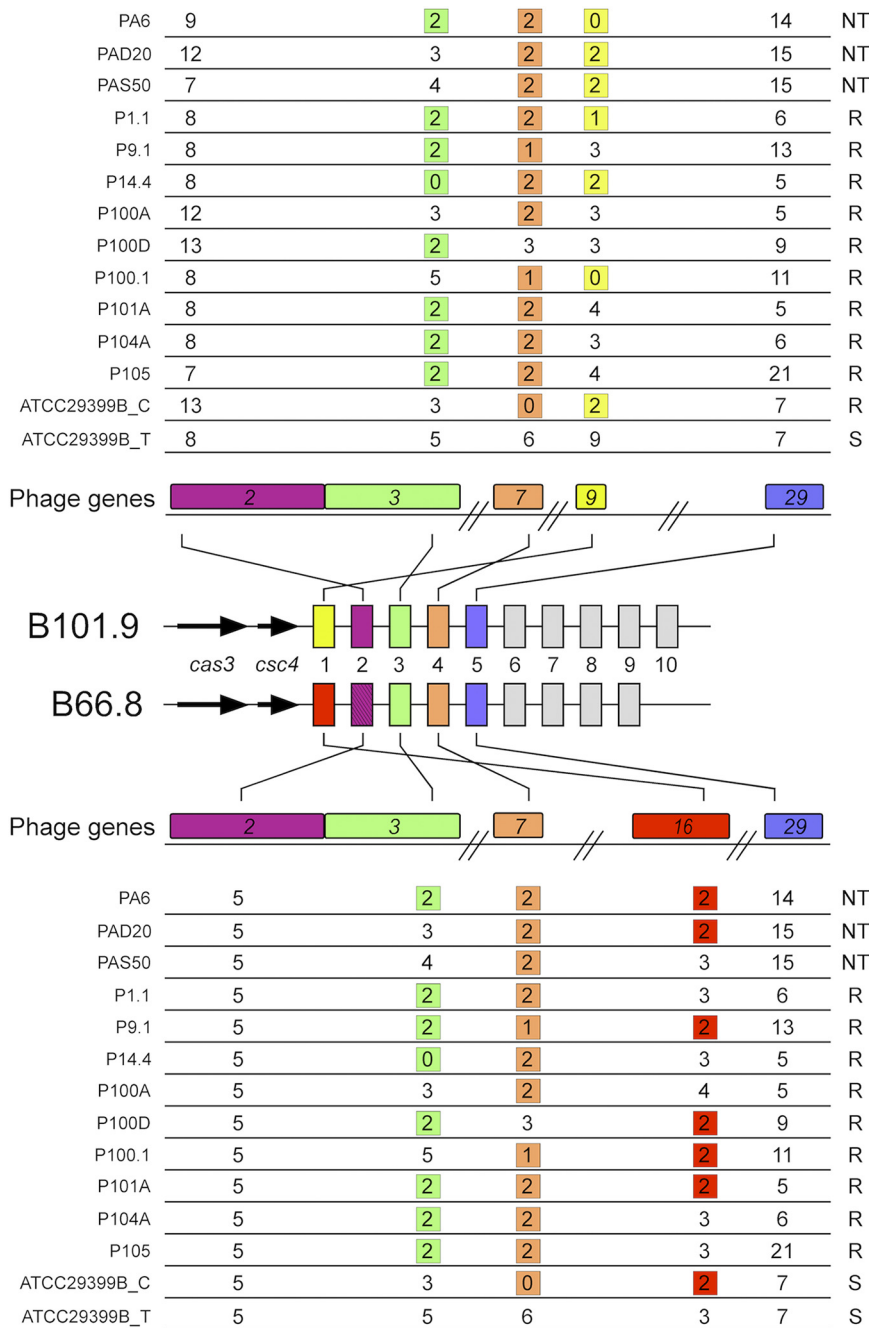 PA6 9 2 2 0 14 NT
PAD20 12 3 2 2 15 NT
PAS50 7 4 2 2 15 NT
P1.1 8 2 2 1 6 R
P9.1 8 2 1 3 13 R
P14.4 8 0 2 2 5 R
P100A 12 3 2 3 5 R
P100D 13 2 3 3 9 R
P100.1 8 5 1 0 11 R
P101A 8 2 2 4 5 R
P104A 8 2 2 3 6 R
P105 7 2 2 4 21 R
ATCC29399B_C 13 3 0 2 7 R
ATCC29399B_T 8 5 6 9 7 S
Phage genes 2 3 7 9 29
B101.9
cas3 csc4 1 2 3 4 5 6 7 8 9 10
B66.8
Phage genes 2 3 7 16 29
PA6 5 2 2 2 14 NT
PAD20 5 3 2 2 15 NT
PAS50 5 4 2 3 15 NT
P1.1 5 2 2 3 6 R
P9.1 5 2 1 2 13 R
P14.4 5 0 2 3 5 R
P100A 5 3 2 4 5 R
P100D 5 2 3 2 9 R
P100.1 5 5 1 2 11 R
P101A 5 2 2 2 5 R
P104A 5 2 2 3 6 R
P105 5 2 2 3 21 R
ATCC29399B_C 5 3 0 2 7 S
ATCC29399B_T 5 5 6 3 7 S